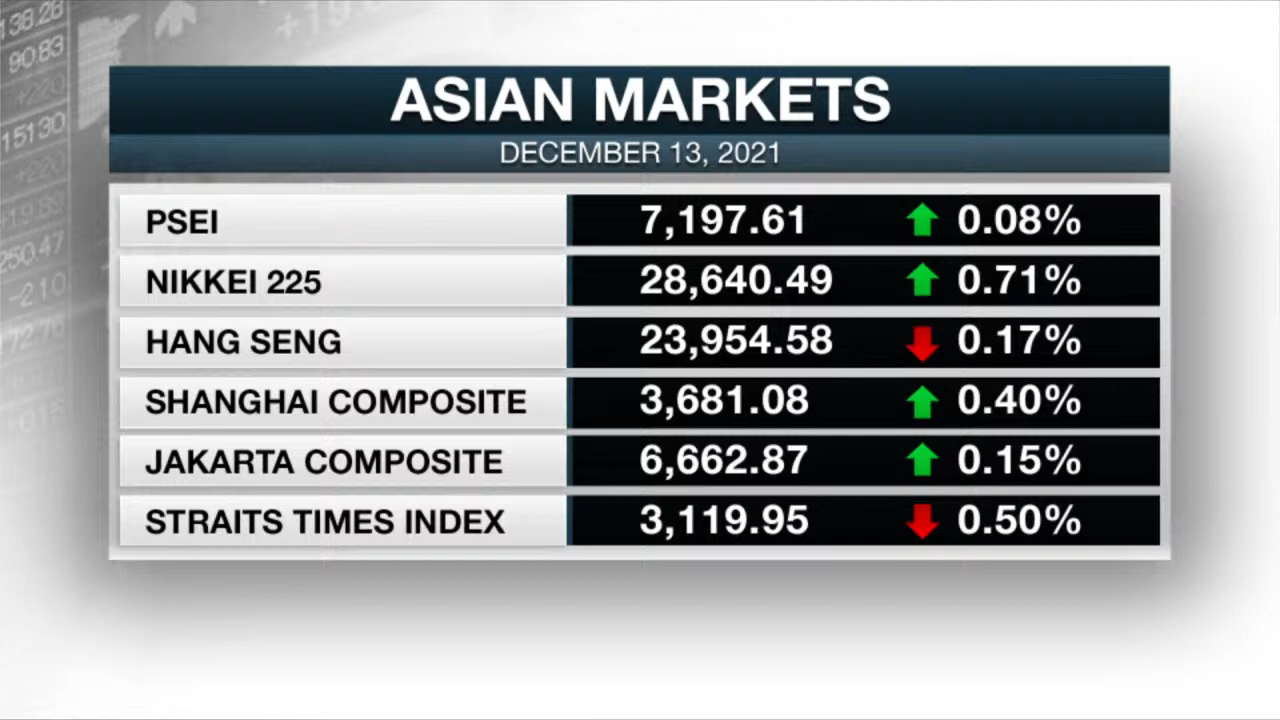 ASIAN MARKETS
DECEMBER 13, 2021
PSEI 7,197.61 0.08%
NIKKEI 225 28,640.49 0.71%
HANG SENG 23,954.58 0.17%
SHANGHAI COMPOSITE 3,681.08 0.40%
JAKARTA COMPOSITE 6,662.87 0.15%
STRAITS TIMES INDEX 3,119.95 0.50%